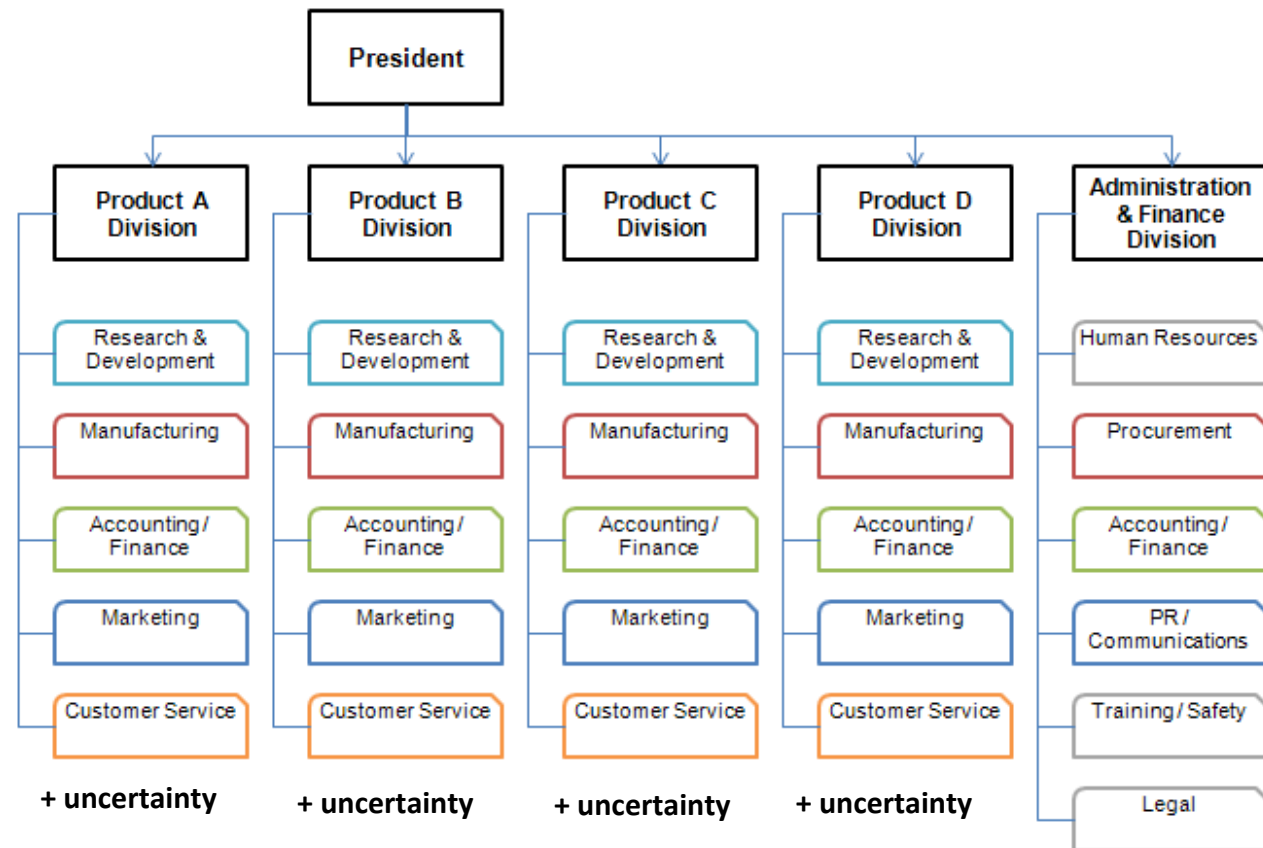 President
Product A
Division
Product B
Division
Product C
Division
Product D
Division
Administration
& Finance
Division
Research &
Development
Research &
Development
Research &
Development
Research &
Development
Human Resources
Manufacturing
Manufacturing
Manufacturing
Manufacturing
Procurement
Accounting /
Finance
Accounting /
Finance
Accounting /
Finance
Accounting /
Finance
Accounting /
Finance
Marketing
Marketing
Marketing
Marketing
PR /
Communications
Customer Service
Customer Service
Customer Service
Customer Service
Training / Safety
+ uncertainty
+ uncertainty
+ uncertainty
+ uncertainty
Legal